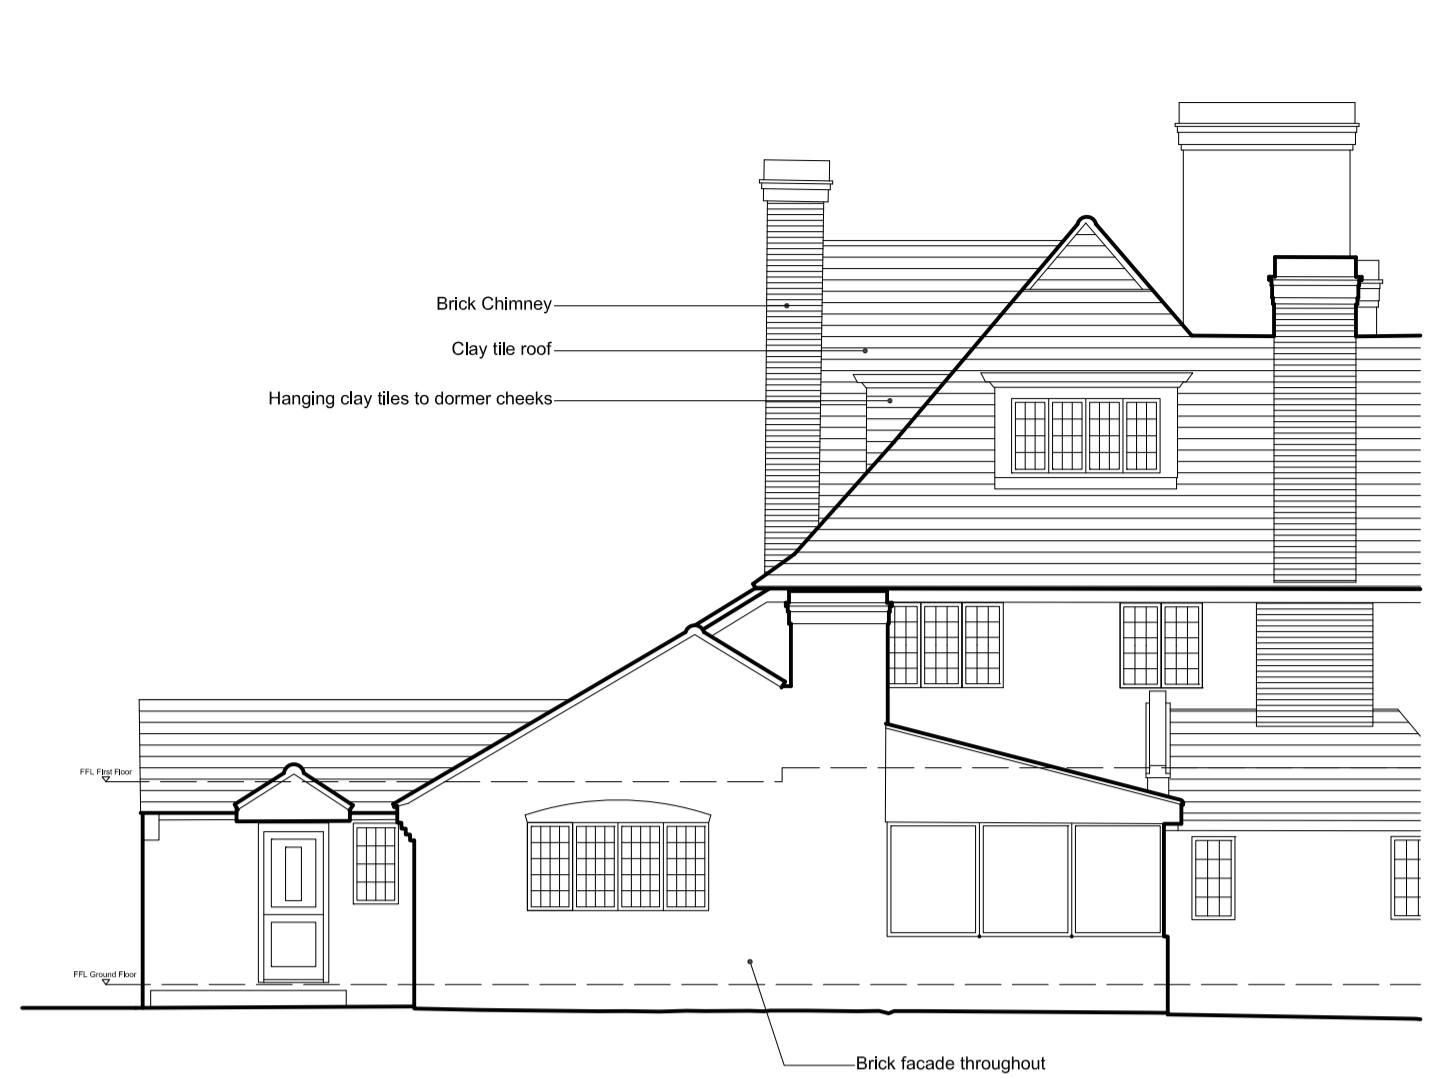 Brick Chimney
Clay tile roof
Hanging clay tiles to dormer cheeks
FFL First Floor
FFL Ground Floor
Brick facade throughout